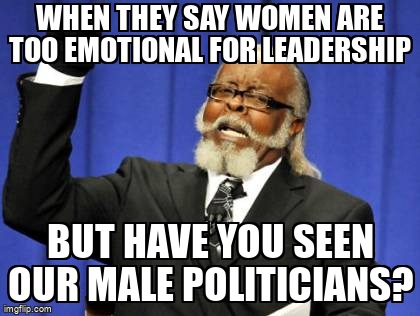 WHEN THEY SAY WOMEN ARE
TOO EMOTIONAL FOR LEADERSHIP
BUT HAVE YOU SEEN
OUR MALE POLITICIANS?
imgflip.com